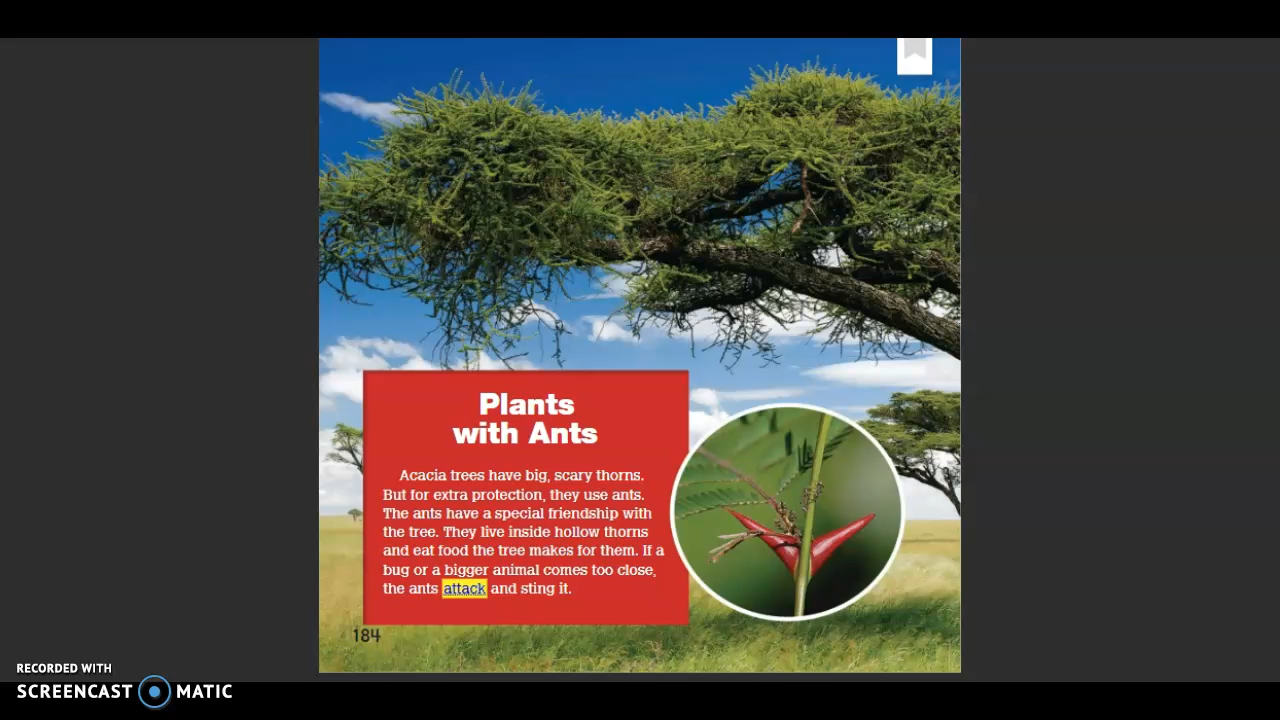 Plants
with Ants
Acacia trees have big, scary thorns.
But for extra protection, they use ants.
The ants have a special friendship with
the tree. They live inside hollow thorns
and eat food the tree makes for them. If a
bug or a bigger animal comes too close,
the ants attack and sting it.
184
RECORDED WITH
SCREENCAST MATIC